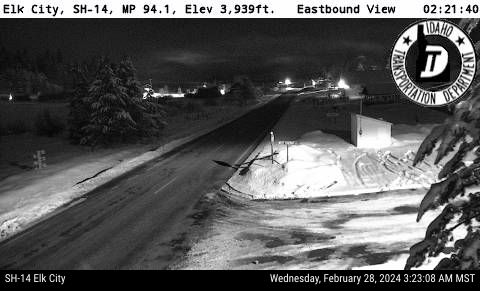 Elk City, SH-14, MP 94.1, Elev 3,939ft. Eastbound View 02:21:40
IDAHO
TRANSPORTATION DEPARTMENT
SH-14 Elk City Wednesday, February 28, 2024 3:23:08 AM MST